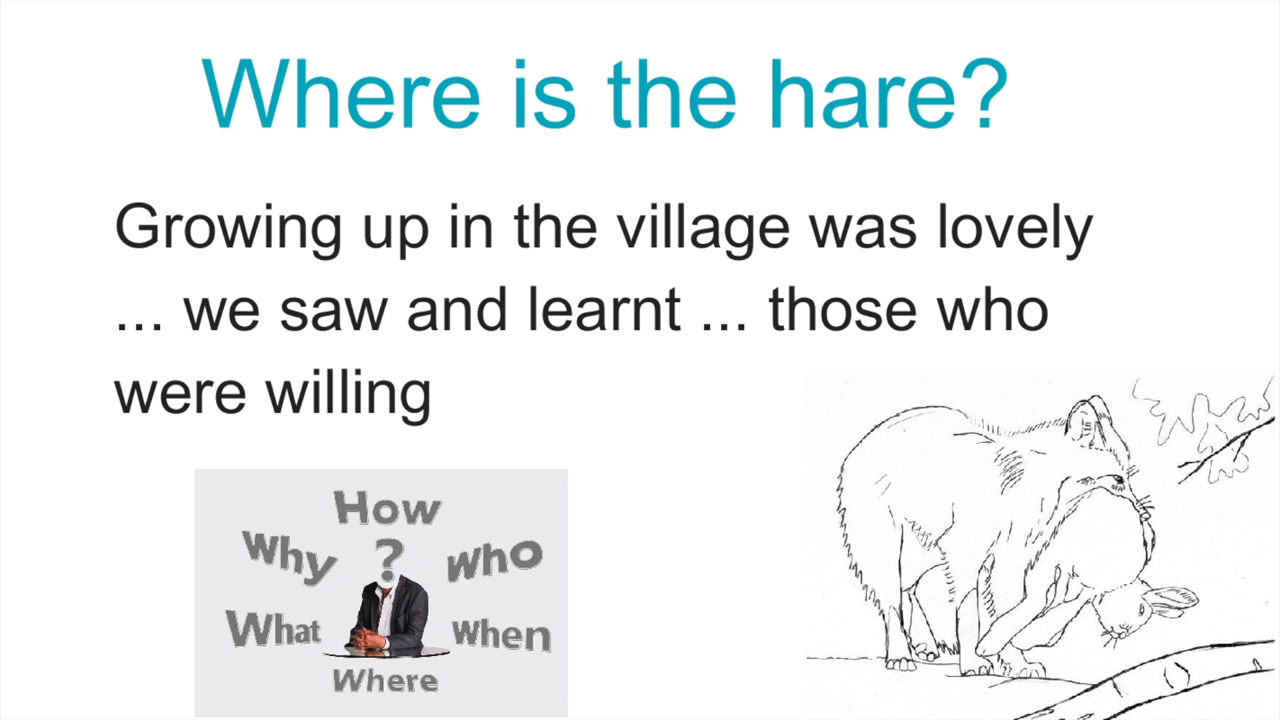 Where is the hare?
Growing up in the village was lovely
... we saw and learnt ... those who
were willing
How
Why
?
Who
What
When
Where